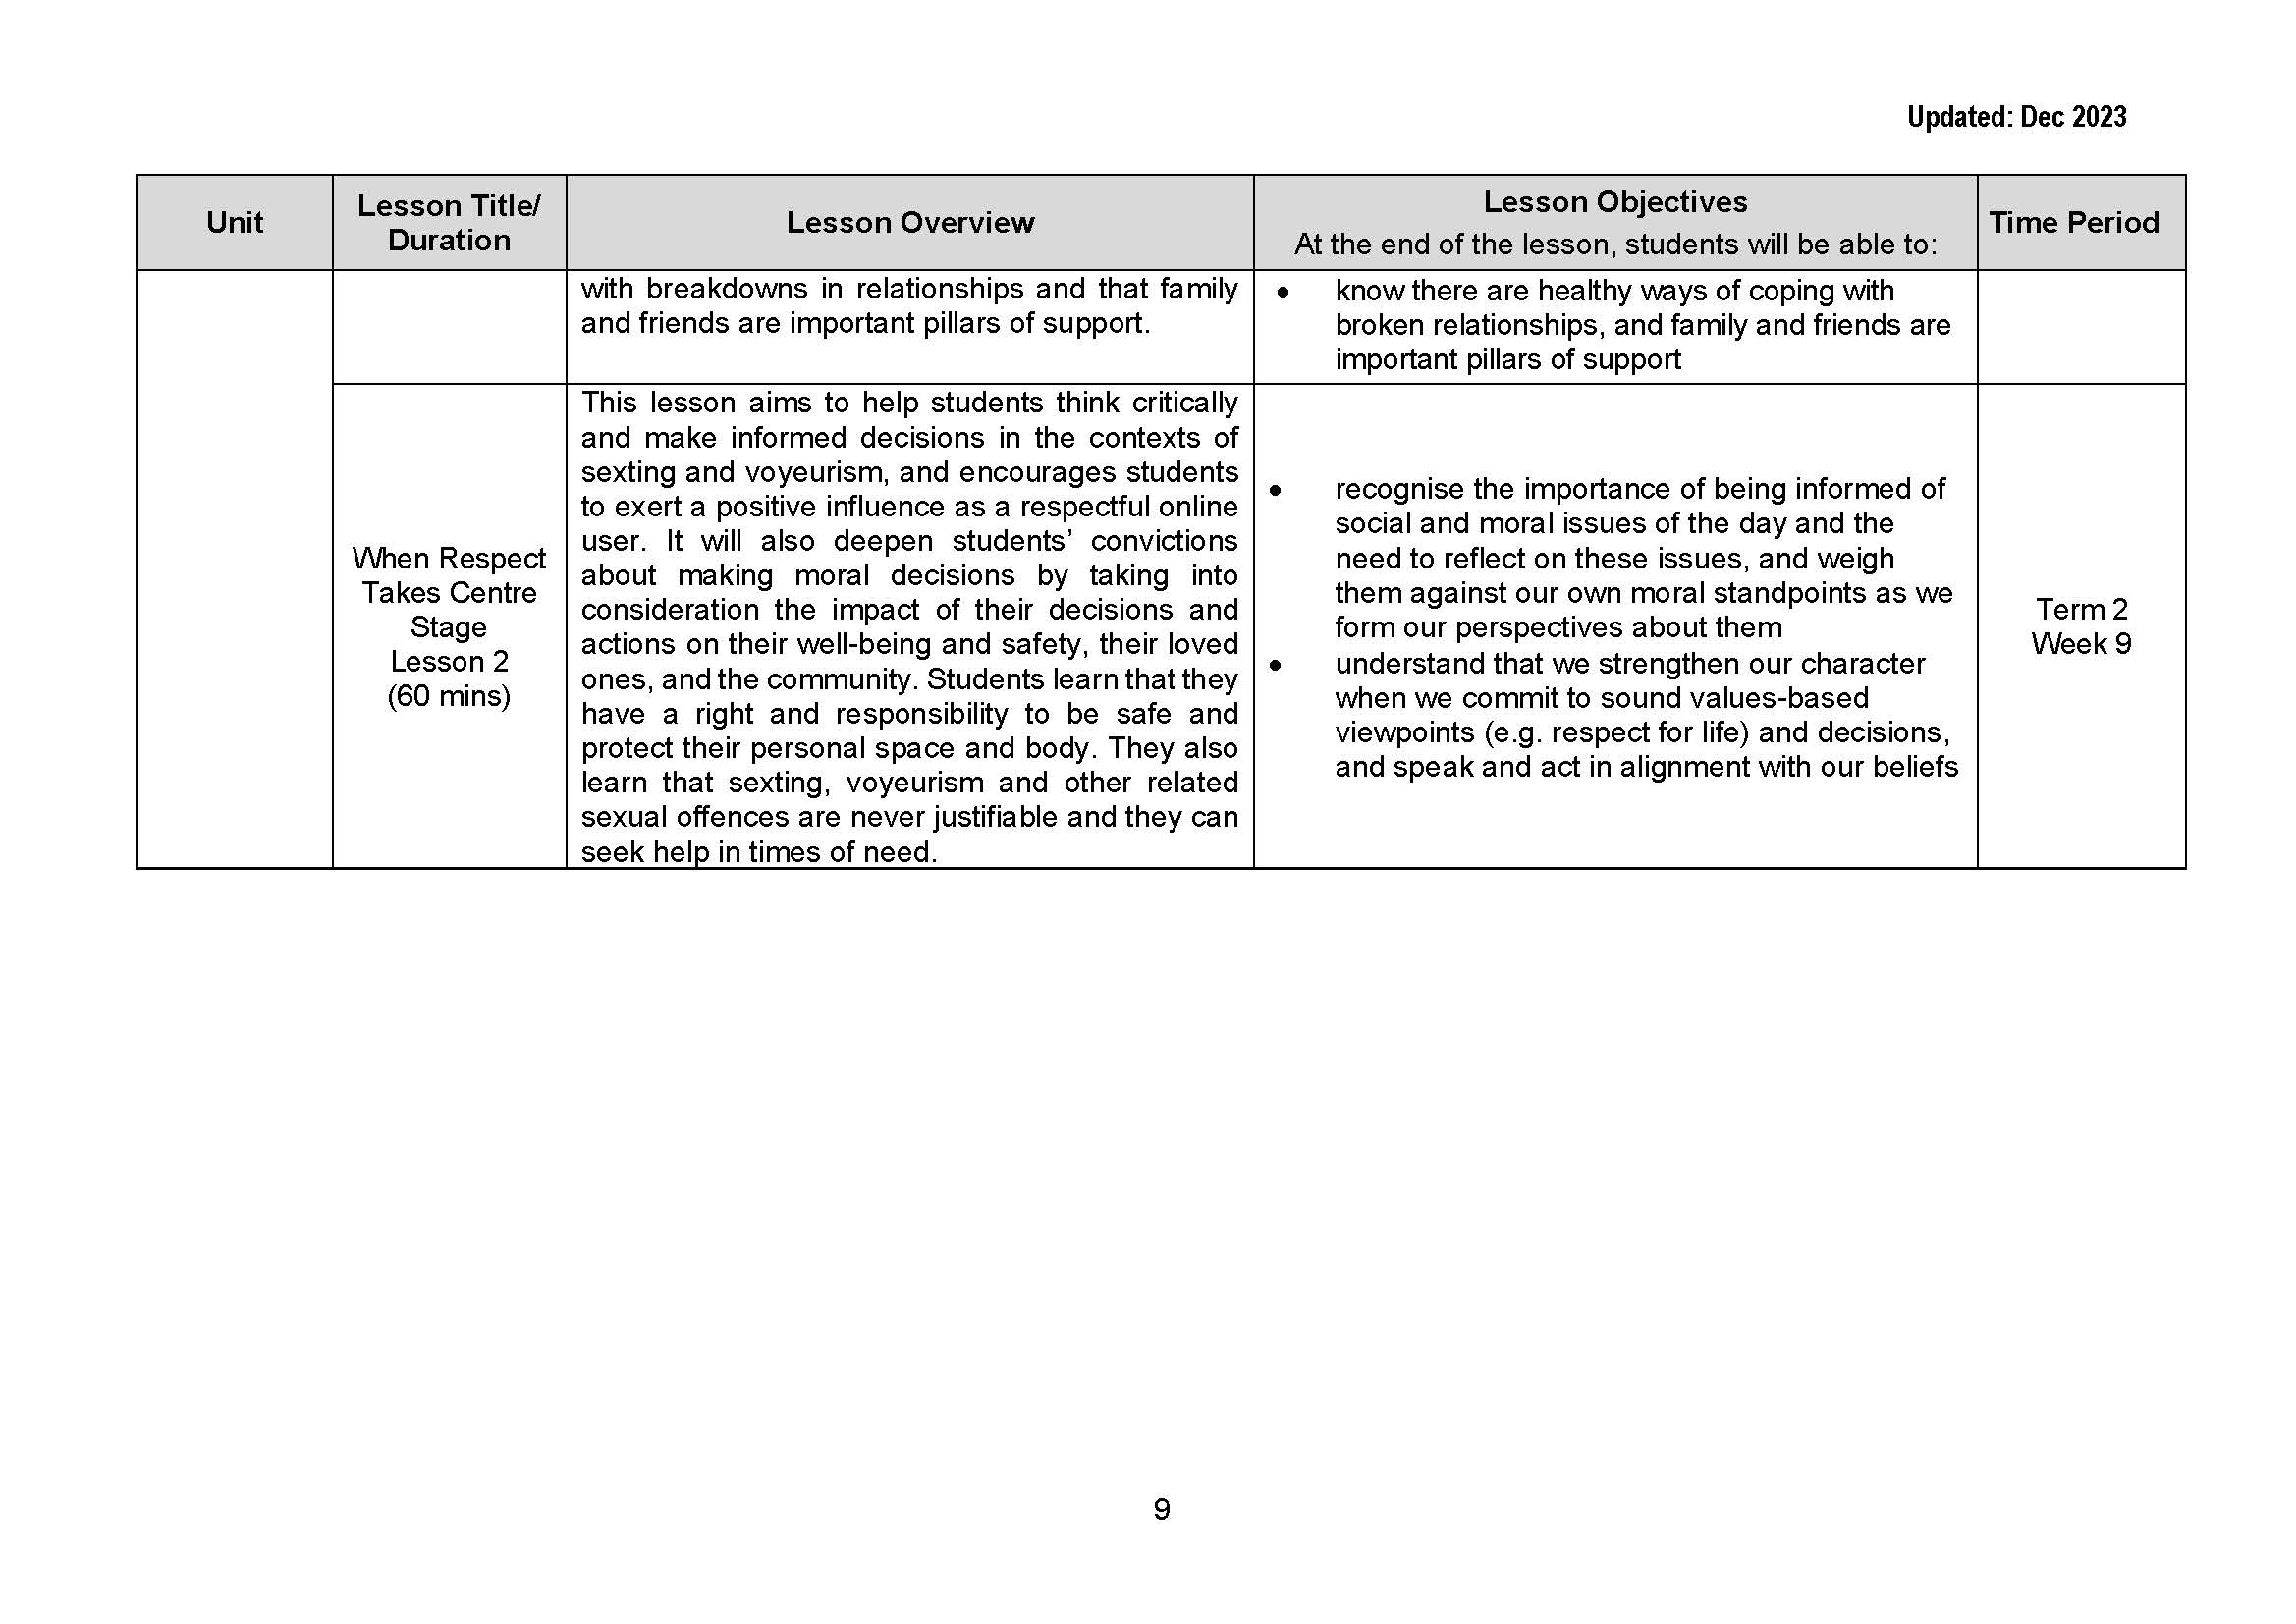 Updated: Dec 2023
Unit
Lesson Title/
Duration
Lesson Overview
Lesson Objectives
At the end of the lesson, students will be able to:
Time Period
with breakdowns in relationships and that family
and friends are important pillars of support.
• know there are healthy ways of coping with
broken relationships, and family and friends are
important pillars of support
When Respect
Takes Centre
Stage
Lesson 2
(60 mins)
This lesson aims to help students think critically
and make informed decisions in the contexts of
sexting and voyeurism, and encourages students
to exert a positive influence as a respectful online
user. It will also deepen students’ convictions
about making moral decisions by taking into
consideration the impact of their decisions and
actions on their well-being and safety, their loved
ones, and the community. Students learn that they
have a right and responsibility to be safe and
protect their personal space and body. They also
learn that sexting, voyeurism and other related
sexual offences are never justifiable and they can
seek help in times of need.
• recognise the importance of being informed of
social and moral issues of the day and the
need to reflect on these issues, and weigh
them against our own moral standpoints as we
form our perspectives about them
• understand that we strengthen our character
when we commit to sound values-based
viewpoints (e.g. respect for life) and decisions,
and speak and act in alignment with our beliefs
Term 2
Week 9
9